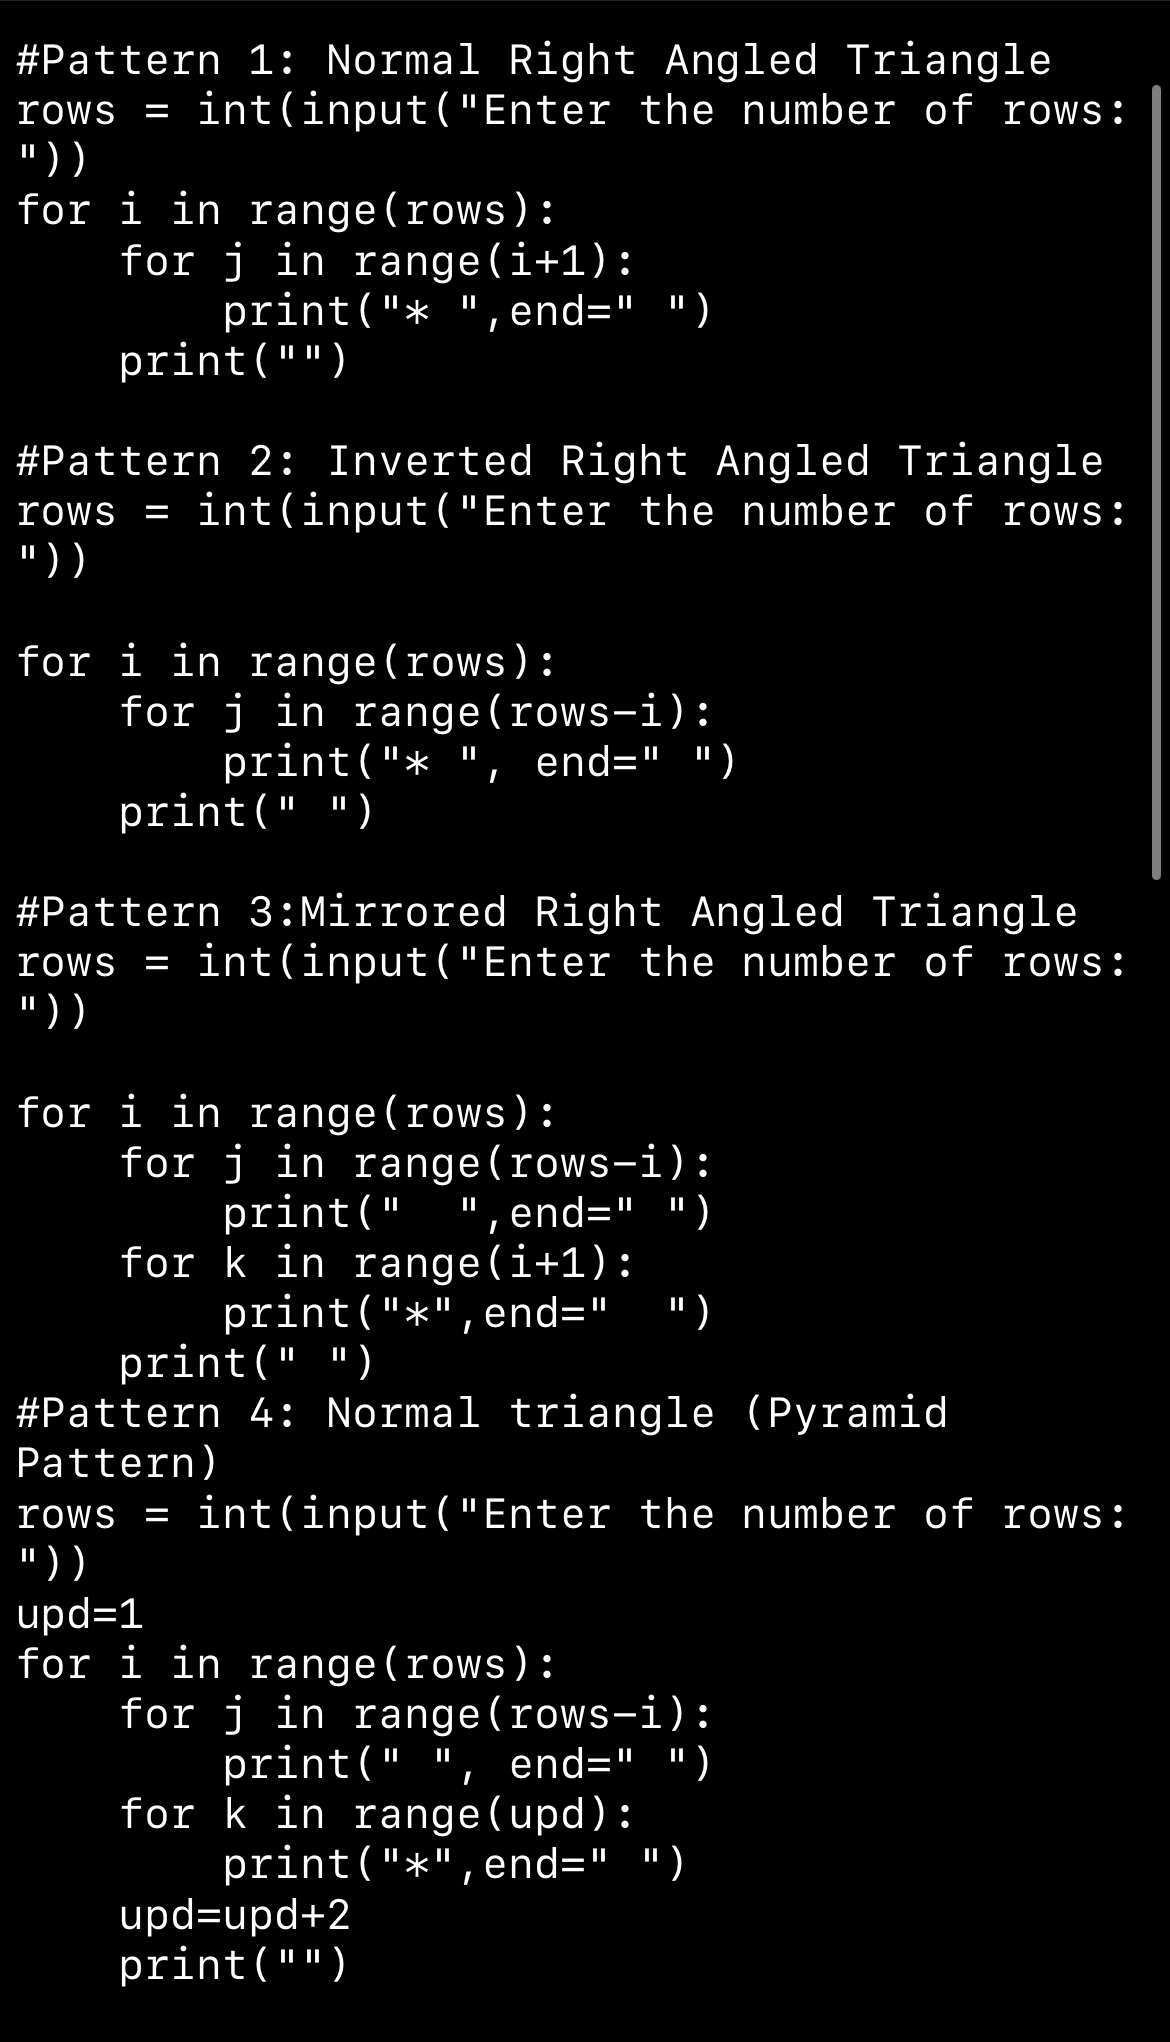 #Pattern 1: Normal Right Angled Triangle
rows = int(input("Enter the number of rows:
"))
for i in range(rows):
    for j in range(i+1):
        print("* ",end=" ")
    print("")

#Pattern 2: Inverted Right Angled Triangle
rows = int(input("Enter the number of rows:
"))

for i in range(rows):
    for j in range(rows-i):
        print("* ", end=" ")
    print(" ")

#Pattern 3:Mirrored Right Angled Triangle
rows = int(input("Enter the number of rows:
"))

for i in range(rows):
    for j in range(rows-i):
        print("  ",end=" ")
    for k in range(i+1):
        print("*",end="  ")
    print(" ")
#Pattern 4: Normal triangle (Pyramid
Pattern)
rows = int(input("Enter the number of rows:
"))
upd=1
for i in range(rows):
    for j in range(rows-i):
        print(" ", end=" ")
    for k in range(upd):
        print("*",end=" ")
    upd=upd+2
    print("")